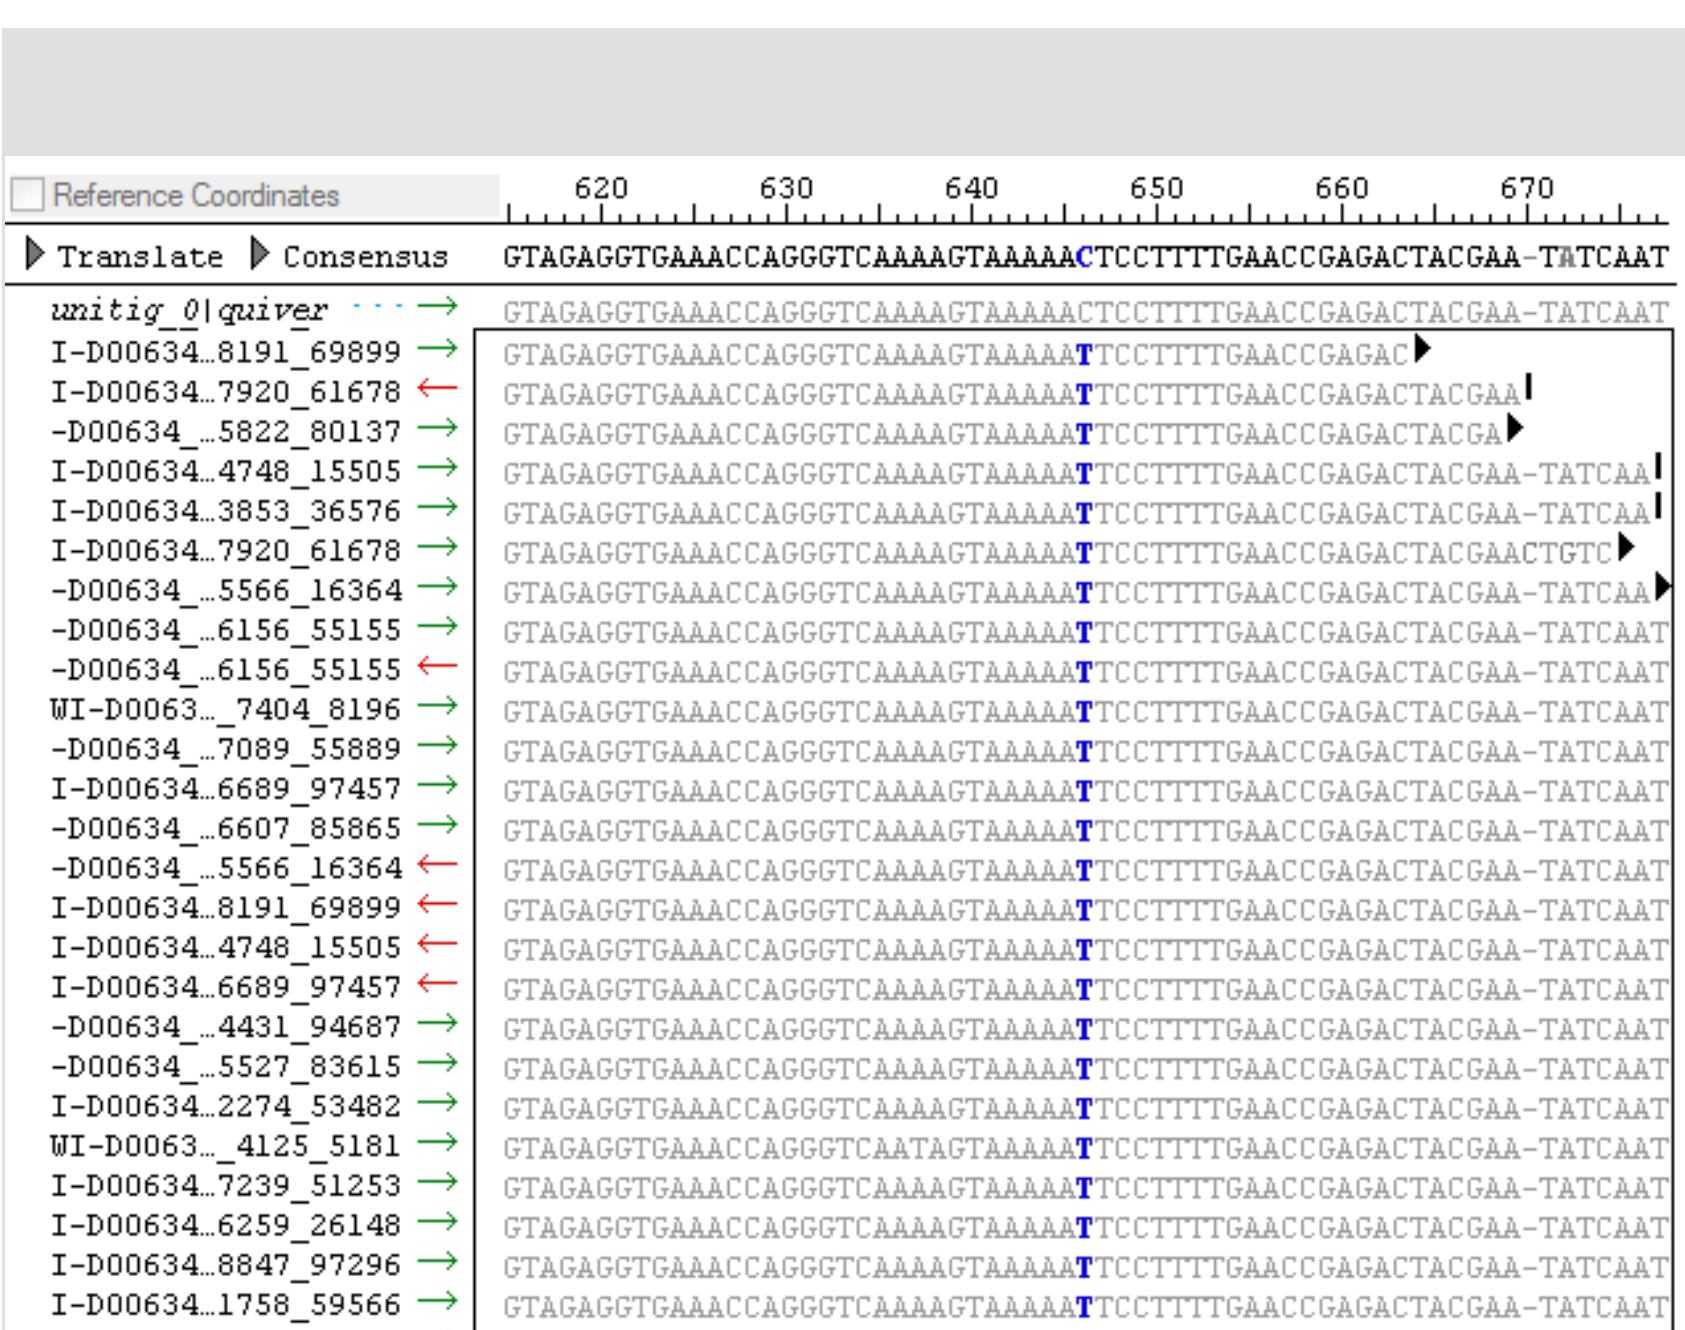 Reference Coordinates 620 630 640 650 660 670
Translate Consensus GTAGAGGTGAAACCAGGGTCAAAAGTAAAAACTCCTTTTGAACCGAGACTACGAA-TATCAAT
unitig_0|quiver GTAGAGGTGAAACCAGGGTCAAAAGTAAAAACTCCTTTTGAACCGAGACTACGAA-TATCAAT
I-D00634…8191_69899 GTAGAGGTGAAACCAGGGTCAAAAGTAAAAATTCCTTTTGAACCGAGAC
I-D00634…7920_61678 GTAGAGGTGAAACCAGGGTCAAAAGTAAAAATTCCTTTTGAACCGAGACTACGAA
-D00634_…5822_80137 GTAGAGGTGAAACCAGGGTCAAAAGTAAAAATTCCTTTTGAACCGAGACTACGA
I-D00634…4748_15505 GTAGAGGTGAAACCAGGGTCAAAAGTAAAAATTCCTTTTGAACCGAGACTACGAA-TATCAA
I-D00634…3853_36576 GTAGAGGTGAAACCAGGGTCAAAAGTAAAAATTCCTTTTGAACCGAGACTACGAA-TATCAA
I-D00634…7920_61678 GTAGAGGTGAAACCAGGGTCAAAAGTAAAAATTCCTTTTGAACCGAGACTACGAACTGTC
-D00634_…5566_16364 GTAGAGGTGAAACCAGGGTCAAAAGTAAAAATTCCTTTTGAACCGAGACTACGAA-TATCAA
-D00634_…6156_55155 GTAGAGGTGAAACCAGGGTCAAAAGTAAAAATTCCTTTTGAACCGAGACTACGAA-TATCAAT
-D00634_…6156_55155 GTAGAGGTGAAACCAGGGTCAAAAGTAAAAATTCCTTTTGAACCGAGACTACGAA-TATCAAT
WI-D0063…_7404_8196 GTAGAGGTGAAACCAGGGTCAAAAGTAAAAATTCCTTTTGAACCGAGACTACGAA-TATCAAT
-D00634_…7089_55889 GTAGAGGTGAAACCAGGGTCAAAAGTAAAAATTCCTTTTGAACCGAGACTACGAA-TATCAAT
I-D00634…6689_97457 GTAGAGGTGAAACCAGGGTCAAAAGTAAAAATTCCTTTTGAACCGAGACTACGAA-TATCAAT
-D00634_…6607_85865 GTAGAGGTGAAACCAGGGTCAAAAGTAAAAATTCCTTTTGAACCGAGACTACGAA-TATCAAT
-D00634_…5566_16364 GTAGAGGTGAAACCAGGGTCAAAAGTAAAAATTCCTTTTGAACCGAGACTACGAA-TATCAAT
I-D00634…8191_69899 GTAGAGGTGAAACCAGGGTCAAAAGTAAAAATTCCTTTTGAACCGAGACTACGAA-TATCAAT
I-D00634…4748_15505 GTAGAGGTGAAACCAGGGTCAAAAGTAAAAATTCCTTTTGAACCGAGACTACGAA-TATCAAT
I-D00634…6689_97457 GTAGAGGTGAAACCAGGGTCAAAAGTAAAAATTCCTTTTGAACCGAGACTACGAA-TATCAAT
-D00634_…4431_94687 GTAGAGGTGAAACCAGGGTCAAAAGTAAAAATTCCTTTTGAACCGAGACTACGAA-TATCAAT
-D00634_…5527_83615 GTAGAGGTGAAACCAGGGTCAAAAGTAAAAATTCCTTTTGAACCGAGACTACGAA-TATCAAT
I-D00634…2274_53482 GTAGAGGTGAAACCAGGGTCAAAAGTAAAAATTCCTTTTGAACCGAGACTACGAA-TATCAAT
WI-D0063…_4125_5181 GTAGAGGTGAAACCAGGGTCAATAGTAAAAATTCCTTTTGAACCGAGACTACGAA-TATCAAT
I-D00634…7239_51253 GTAGAGGTGAAACCAGGGTCAAAAGTAAAAATTCCTTTTGAACCGAGACTACGAA-TATCAAT
I-D00634…6259_26148 GTAGAGGTGAAACCAGGGTCAAAAGTAAAAATTCCTTTTGAACCGAGACTACGAA-TATCAAT
I-D00634…8847_97296 GTAGAGGTGAAACCAGGGTCAAAAGTAAAAATTCCTTTTGAACCGAGACTACGAA-TATCAAT
I-D00634…1758_59566 GTAGAGGTGAAACCAGGGTCAAAAGTAAAAATTCCTTTTGAACCGAGACTACGAA-TATCAAT